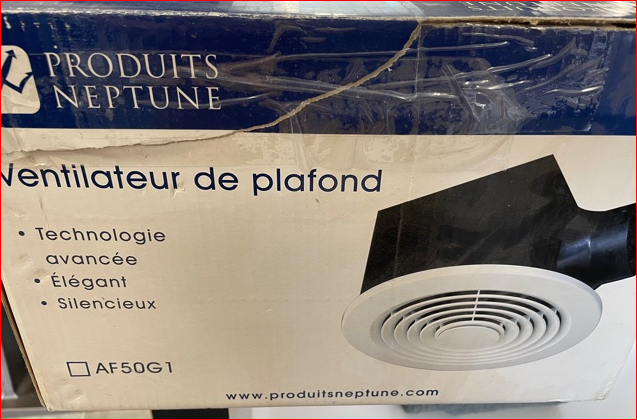 PRODUITS
NEPTUNE
Ventilateur de plafond
• Technologie
avancée
• Élégant
• Silencieux
AF50G1
www.produitsneptune.com